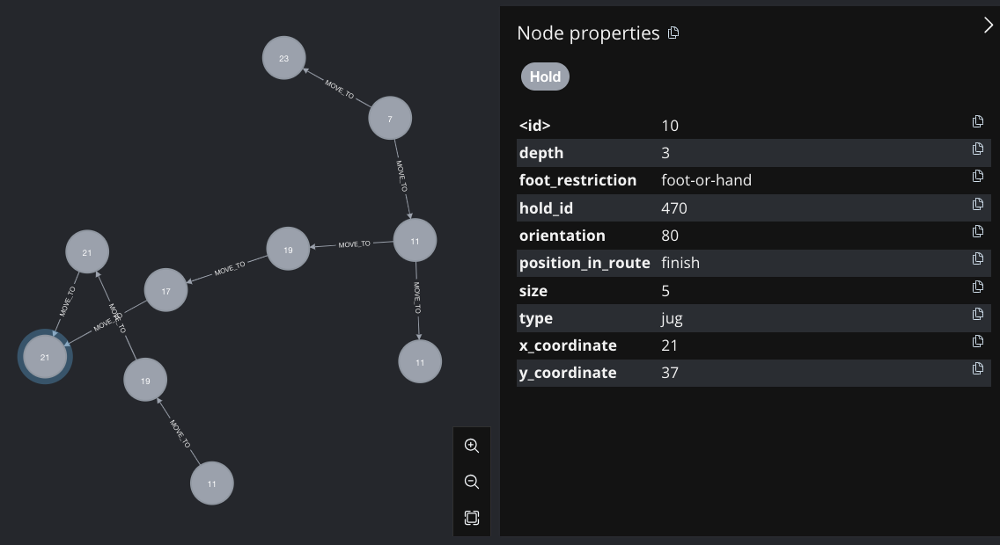 23
MOVE_TO
7
MOVE_TO
11
MOVE_TO
19
MOVE_TO
17
21
MOVE_TO
MOVE_TO
MOVE_TO
21
19
MOVE_TO
11
MOVE_TO
11
Node properties
Hold
<id> 10
depth 3
foot_restriction foot-or-hand
hold_id 470
orientation 80
position_in_route finish
size 5
type jug
x_coordinate 21
y_coordinate 37